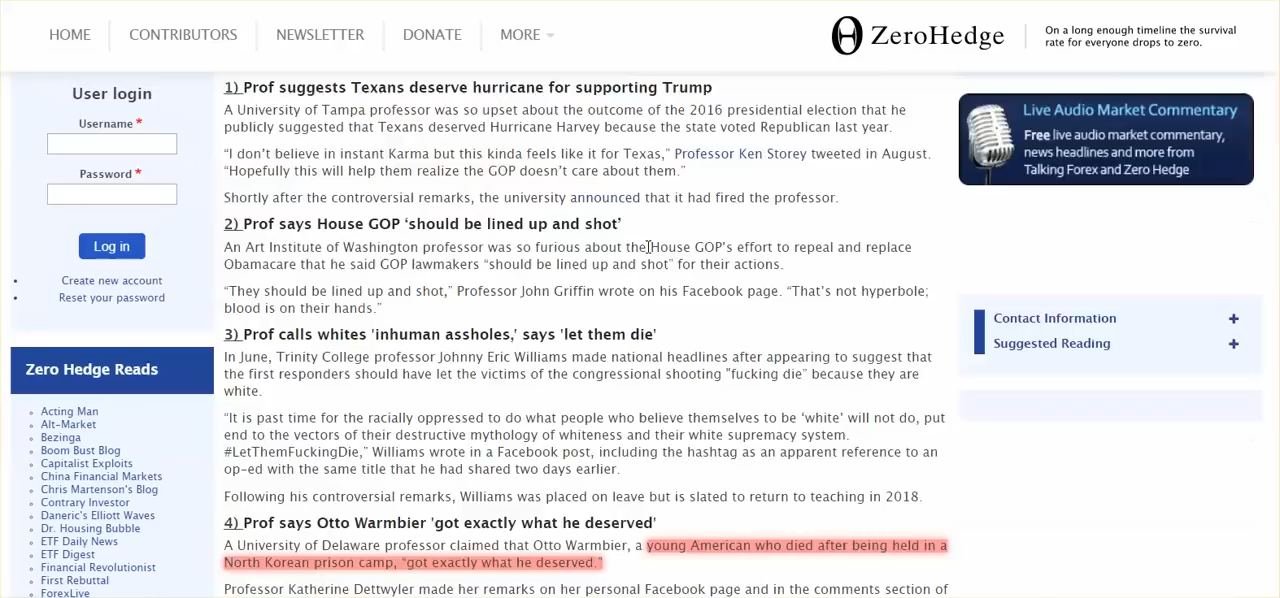 HOME
CONTRIBUTORS
NEWSLETTER
DONATE
MORE
ZeroHedge
On a long enough timeline the survival
rate for everyone drops to zero.
User login
Username *
Password *
Log in
Create new account
Reset your password
Zero Hedge Reads
Acting Man
Alt-Market
Bezinga
Boom Bust Blog
Capitalist Exploits
China Financial Markets
Chris Martenson's Blog
Contrary Investor
Daneric's Elliott Waves
Dr. Housing Bubble
ETF Daily News
ETF Digest
Financial Revolutionist
First Rebuttal
ForexLive
1) Prof suggests Texans deserve hurricane for supporting Trump
A University of Tampa professor was so upset about the outcome of the 2016 presidential election that he
publicly suggested that Texans deserved Hurricane Harvey because the state voted Republican last year.
“I don’t believe in instant Karma but this kinda feels like it for Texas,” Professor Ken Storey tweeted in August.
“Hopefully this will help them realize the GOP doesn’t care about them.”
Shortly after the controversial remarks, the university announced that it had fired the professor.
2) Prof says House GOP ‘should be lined up and shot’
An Art Institute of Washington professor was so furious about the House GOP’s effort to repeal and replace
Obamacare that he said GOP lawmakers “should be lined up and shot” for their actions.
“They should be lined up and shot,” Professor John Griffin wrote on his Facebook page. “That’s not hyperbole;
blood is on their hands.”
3) Prof calls whites 'inhuman assholes,' says 'let them die'
In June, Trinity College professor Johnny Eric Williams made national headlines after appearing to suggest that
the first responders should have let the victims of the congressional shooting "fucking die” because they are
white.
“It is past time for the racially oppressed to do what people who believe themselves to be ‘white’ will not do, put
end to the vectors of their destructive mythology of whiteness and their white supremacy system.
#LetThemFuckingDie,” Williams wrote in a Facebook post, including the hashtag as an apparent reference to an
op-ed with the same title that he had shared two days earlier.
Following his controversial remarks, Williams was placed on leave but is slated to return to teaching in 2018.
4) Prof says Otto Warmbier 'got exactly what he deserved'
A University of Delaware professor claimed that Otto Warmbier, a young American who died after being held in a
North Korean prison camp, “got exactly what he deserved.”
Professor Katherine Dettwyler made her remarks on her personal Facebook page and in the comments section of
Live Audio Market Commentary
Free live audio market commentary,
news headlines and more from
Talking Forex and Zero Hedge
Contact Information +
Suggested Reading +